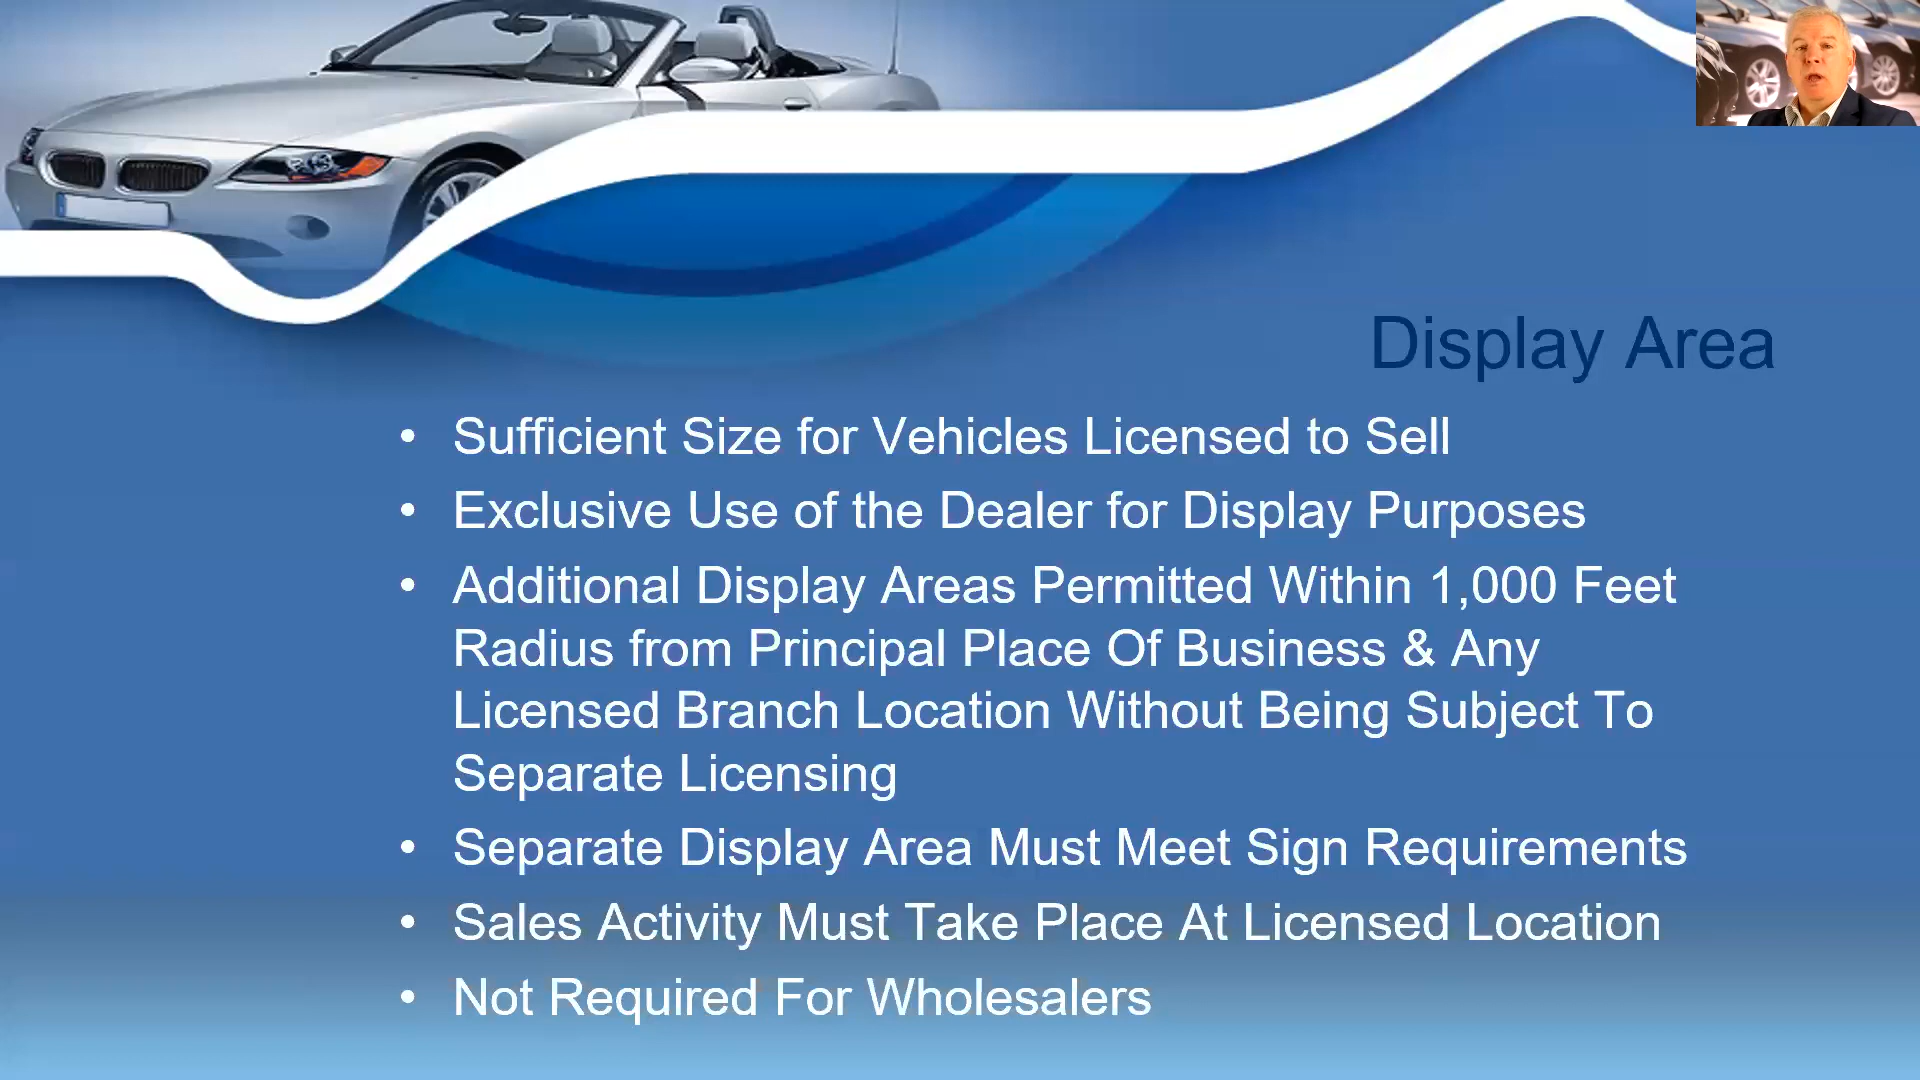 Display Area
• Sufficient Size for Vehicles Licensed to Sell
• Exclusive Use of the Dealer for Display Purposes
• Additional Display Areas Permitted Within 1,000 Feet
Radius from Principal Place Of Business & Any
Licensed Branch Location Without Being Subject To
Separate Licensing
• Separate Display Area Must Meet Sign Requirements
• Sales Activity Must Take Place At Licensed Location
• Not Required For Wholesalers